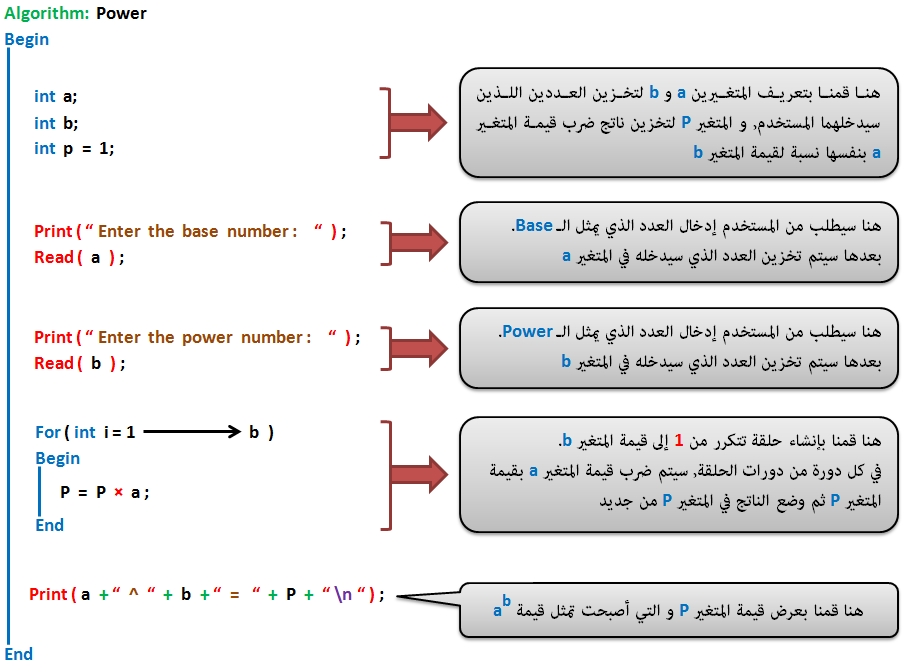 Algorithm: Power
Begin
int a;
int b;
int p = 1;
هنا قمنا بتعريف المتغيرين a و b لتخزين العددين اللذين
سيدخلهما المستخدم, و المتغير P لتخزين ناتج ضرب قيمة المتغير
a بنفسها نسبة لقيمة المتغير b
Print(“ Enter the base number: “ );
Read( a );
هنا سيطلب من المستخدم إدخال العدد الذي يمثل الـ Base.
بعدها سيتم تخزين العدد الذي سيدخله في المتغير a
Print(“ Enter the power number: “ );
Read( b );
هنا سيطلب من المستخدم إدخال العدد الذي يمثل الـ Power.
بعدها سيتم تخزين العدد الذي سيدخله في المتغير b
For ( int i = 1 ⟶ b )
Begin
P = P × a ;
End
هنا قمنا بإنشاء حلقة تتكرر من 1 إلى قيمة المتغير b.
في كل دورة من دورات الحلقة, سيتم ضرب قيمة المتغير a بقيمة
المتغير P ثم وضع الناتج في المتغير P من جديد
Print( a +“ ^ “ + b +“ = “ + P + “\n “);
هنا قمنا بعرض قيمة المتغير P و التي أصبحت تمثل قيمة a^b
End